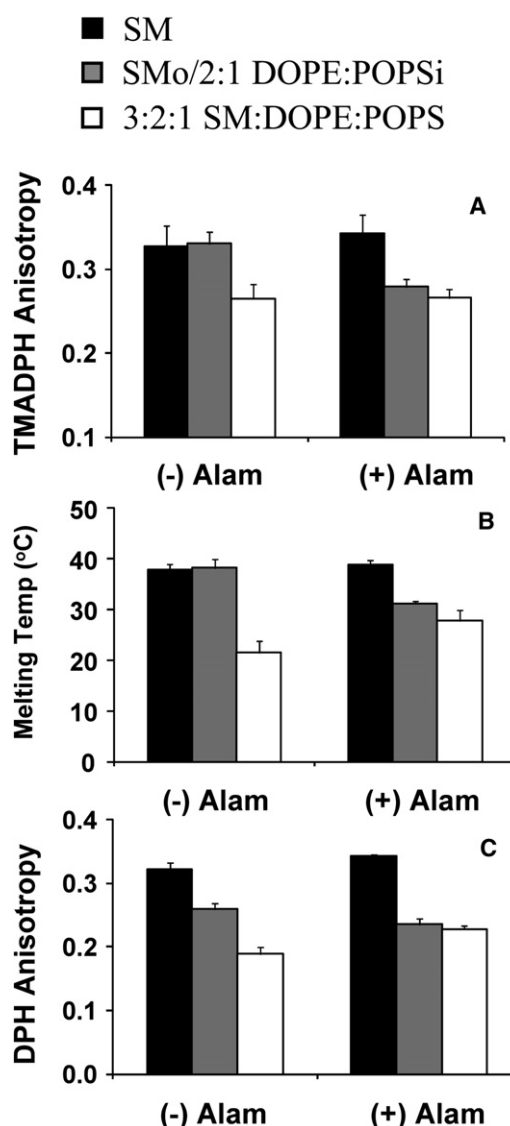 SM
SMo/2:1 DOPE:POPSi
3:2:1 SM:DOPE:POPS
A
TMADPH Anisotropy
0.4
0.3
0.2
0.1
(-) Alam (+) Alam
B
Melting Temp (ºC)
50
40
30
20
10
0
(-) Alam (+) Alam
C
DPH Anisotropy
0.4
0.3
0.2
0.1
0.0
(-) Alam (+) Alam